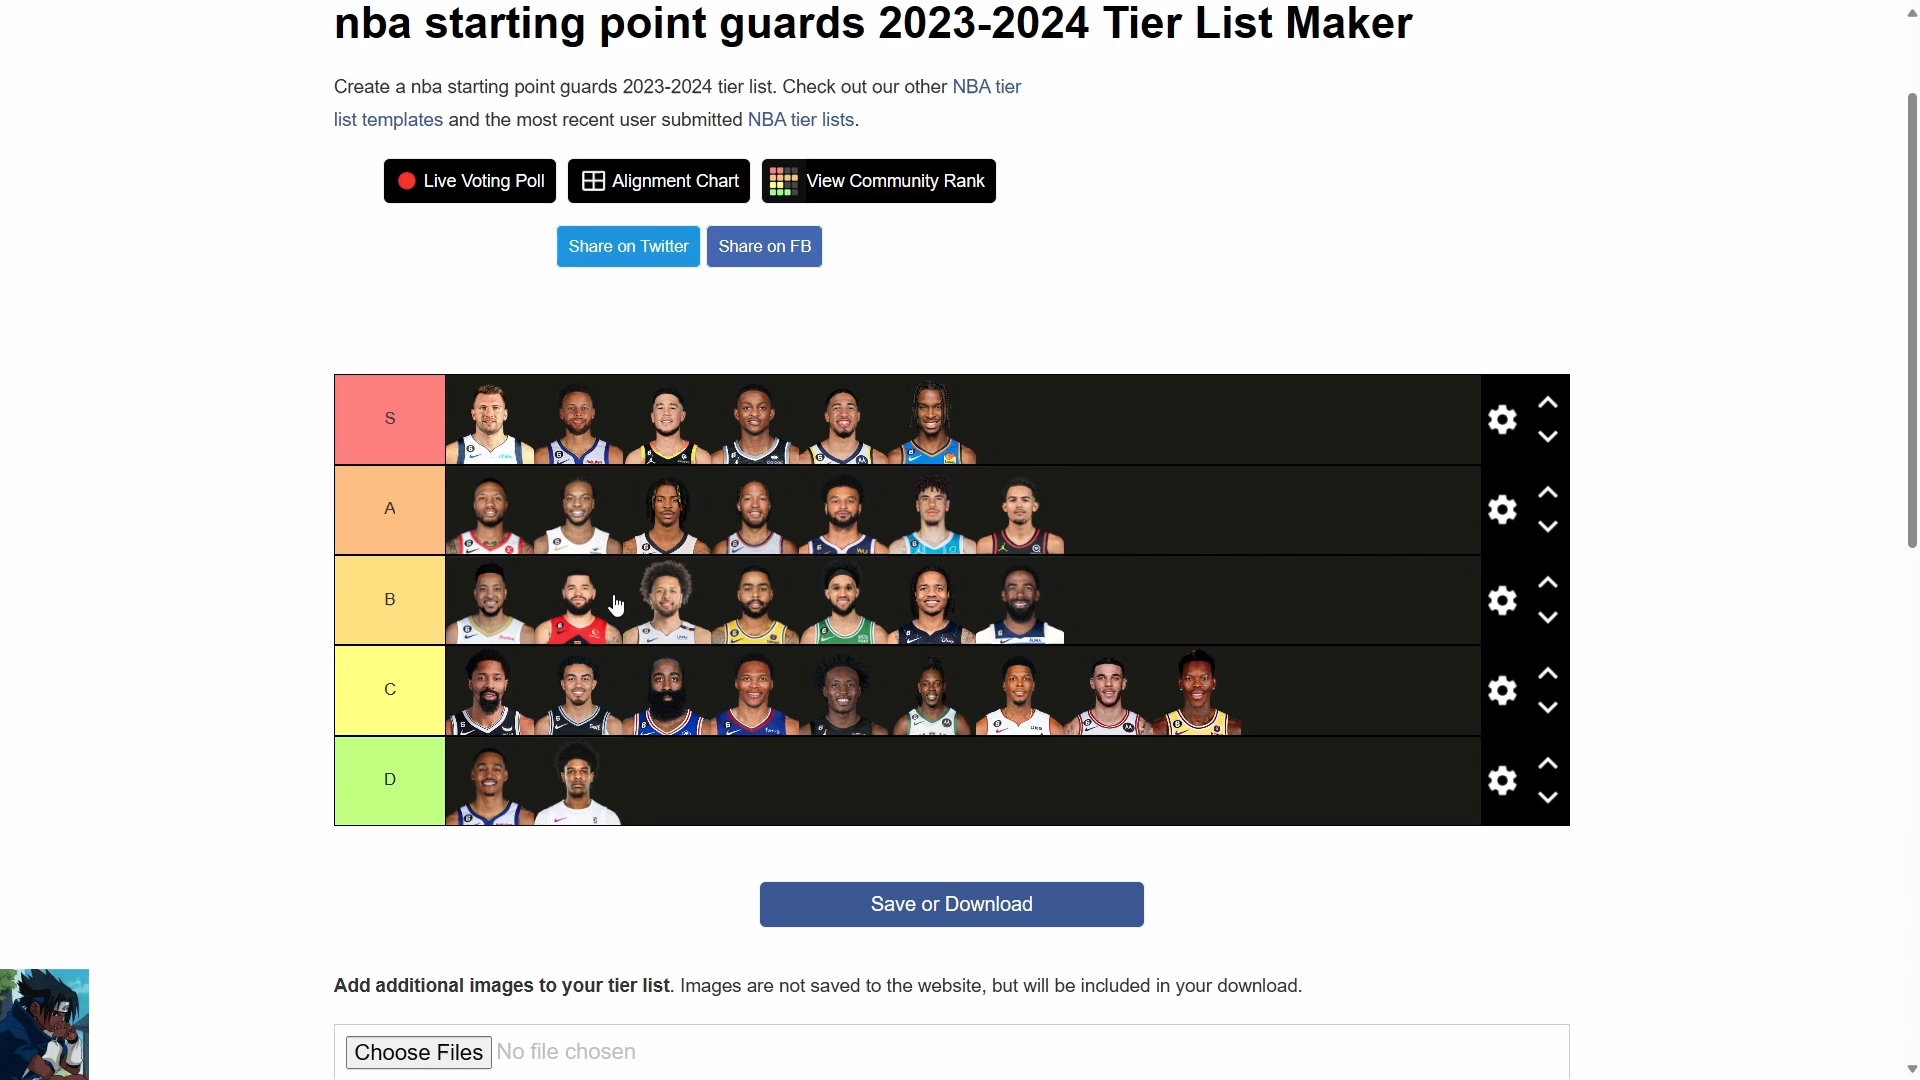 nba starting point guards 2023-2024 Tier List Maker
Create a nba starting point guards 2023-2024 tier list. Check out our other NBA tier
list templates and the most recent user submitted NBA tier lists.
Live Voting Poll
Alignment Chart
View Community Rank
Share on Twitter
Share on FB
S
A
B
C
D
Save or Download
Add additional images to your tier list. Images are not saved to the website, but will be included in your download.
Choose Files No file chosen